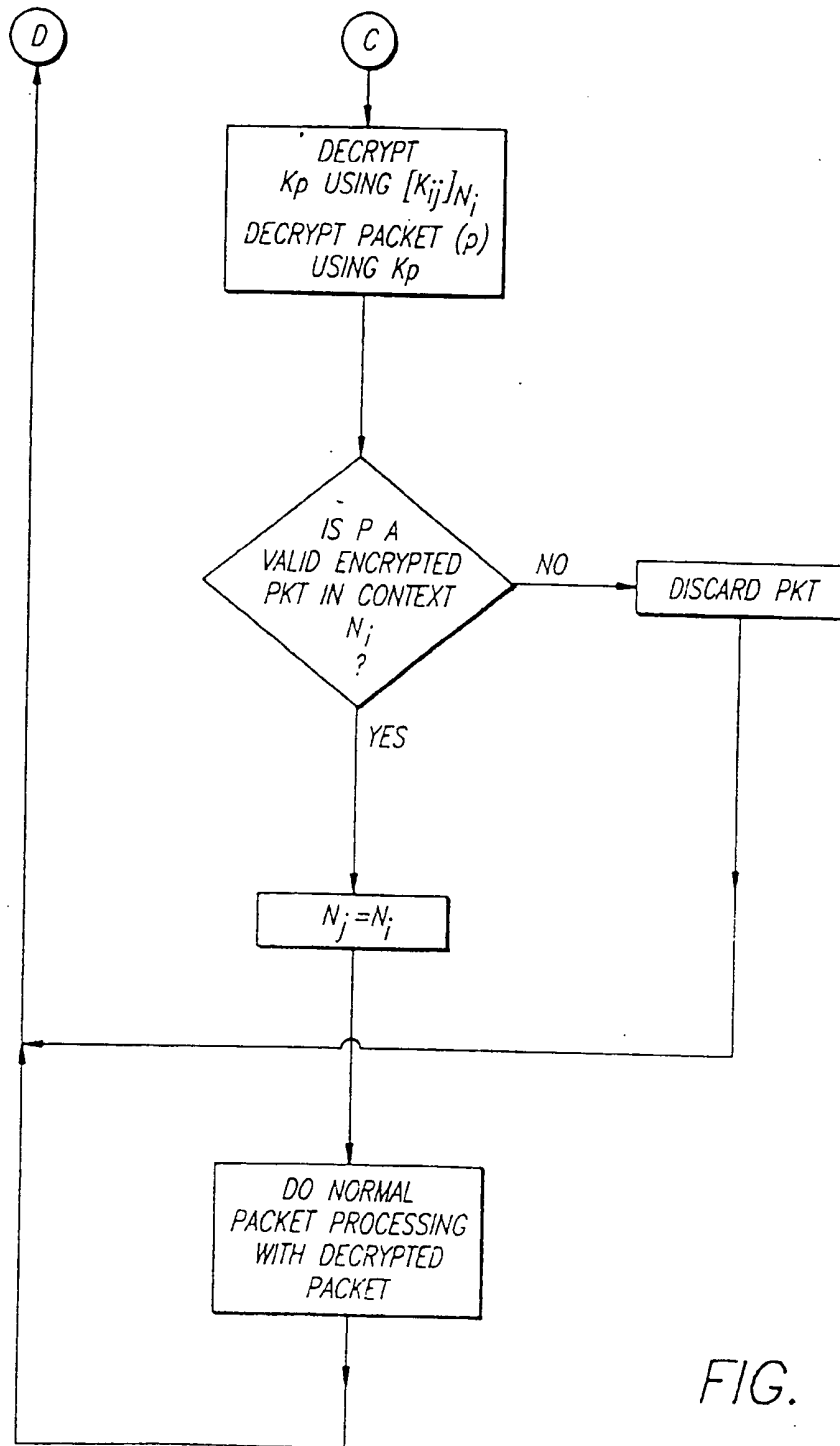 D
C
DECRYPT
Kp USING [Kij]Ni
DECRYPT PACKET (p)
USING Kp
IS P A
VALID ENCRYPTED
PKT IN CONTEXT
Ni
?
NO
DISCARD PKT
YES
Nj=Ni
DO NORMAL
PACKET PROCESSING
WITH DECRYPTED
PACKET
FIG.